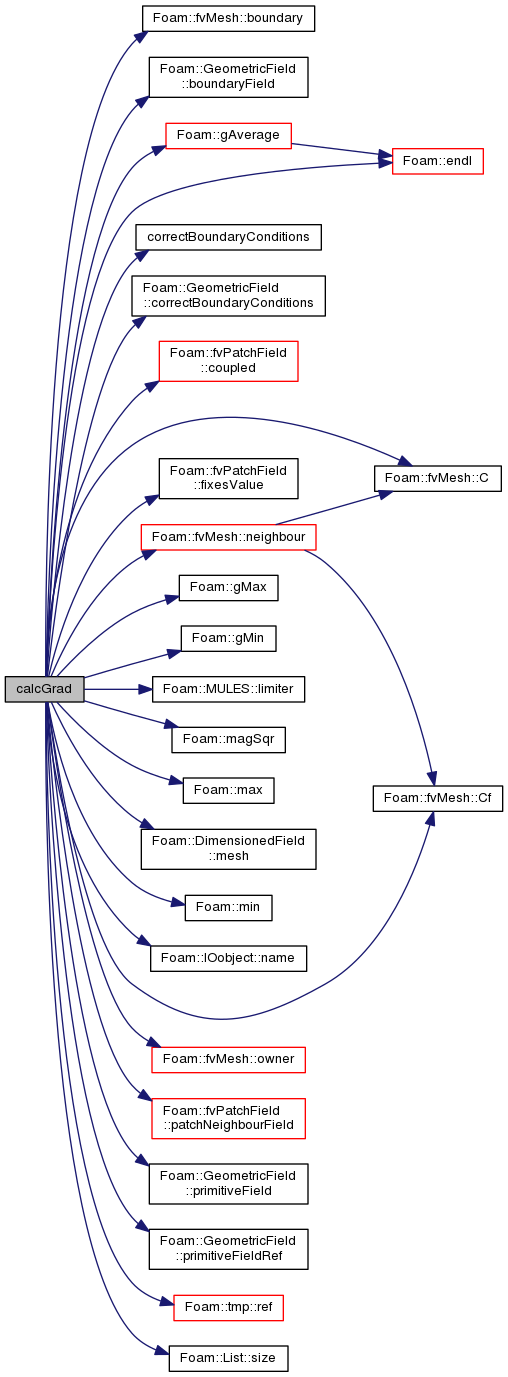 Foam::fvMesh::boundary
Foam::GeometricField
::boundaryField
Foam::gAverage
Foam::endl
correctBoundaryConditions
Foam::GeometricField
::correctBoundaryConditions
Foam::fvPatchField
::coupled
Foam::fvPatchField
::fixesValue
Foam::fvMesh::C
Foam::fvMesh::neighbour
Foam::gMax
Foam::gMin
calcGrad
Foam::MULES::limiter
Foam::magSqr
Foam::max
Foam::fvMesh::Cf
Foam::DimensionedField
::mesh
Foam::min
Foam::IOobject::name
Foam::fvMesh::owner
Foam::fvPatchField
::patchNeighbourField
Foam::GeometricField
::primitiveField
Foam::GeometricField
::primitiveFieldRef
Foam::tmp::ref
Foam::List::size